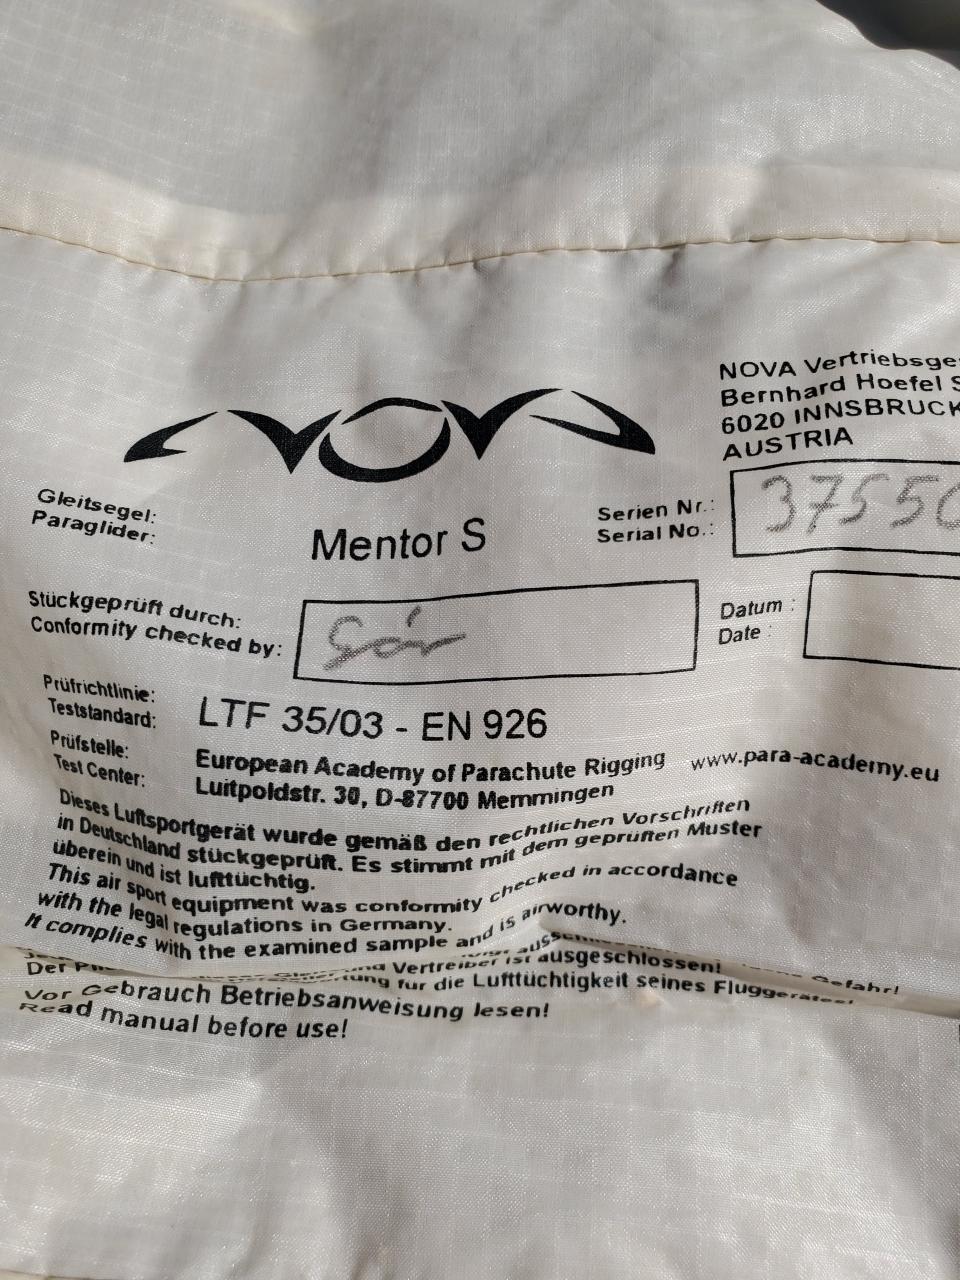 NOVA
NOVA Vertriebsge
Bernhard Hoefel S
6020 INNSBRUCK
AUSTRIA
Gleitsegel:
Paraglider:
Mentor S
Serien Nr.:
Serial No.:
3755
Stückgeprüft durch:
Conformity checked by:
Datum :
Date :
Prüfrichtlinie:
Teststandard:
LTF 35/03 - EN 926
Prüfstelle:
Test Center:
European Academy of Parachute Rigging www.para-academy.eu
Luitpoldstr. 30, D-87700 Memmingen
Dieses Luftsportgerät wurde gemäß den rechtlichen Vorschriften
in Deutschland stückgeprüft. Es stimmt mit dem geprüften Muster
überein und ist lufttüchtig.
This air sport equipment was conformity checked in accordance
with the legal regulations in Germany.
It complies with the examined sample and is airworthy.
Gefahr!
Vertreiber ist ausgeschlossen!
Der für die Lufttüchtigkeit seines Fluggerätes!
Vor Gebrauch Betriebsanweisung lesen!
Read manual before use!